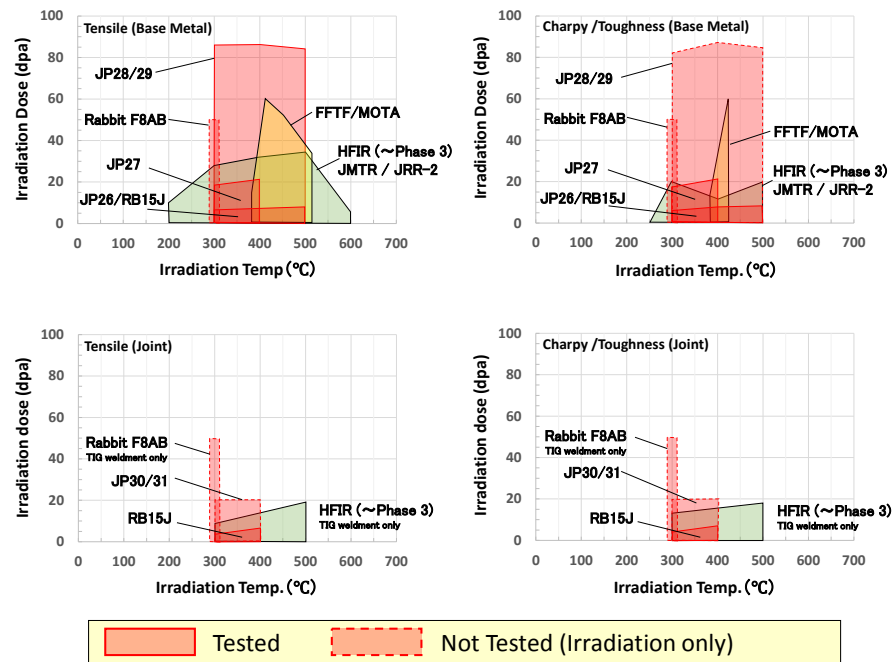 Tensile (Base Metal)
Irradiation Dose (dpa)
100
80
60
40
20
0
JP28/29
Rabbit F8AB
JP27
JP26/RB15J
FFTF/MOTA
HFIR (～Phase 3)
JMTR / JRR-2
0 100 200 300 400 500 600 700
Irradiation Temp (℃)
Charpy /Toughness (Base Metal)
Irradiation Dose (dpa)
100
80
60
40
20
0
JP28/29
Rabbit F8AB
JP27
JP26/RB15J
FFTF/MOTA
HFIR (～Phase 3)
JMTR / JRR-2
0 100 200 300 400 500 600 700
Irradiation Temp. (℃)
Tensile (Joint)
Irradiation dose (dpa)
100
80
60
40
20
0
Rabbit F8AB
TIG weldment only
JP30/31
RB15J
HFIR (～Phase 3)
TIG weldment only
0 100 200 300 400 500 600 700
Irradiation Temp. (℃)
Charpy /Toughness (Joint)
Irradiation dose (dpa)
100
80
60
40
20
0
Rabbit F8AB
TIG weldment only
JP30/31
RB15J
HFIR (～Phase 3)
TIG weldment only
0 100 200 300 400 500 600 700
Irradiation Temp. (℃)
Tested
Not Tested (Irradiation only)